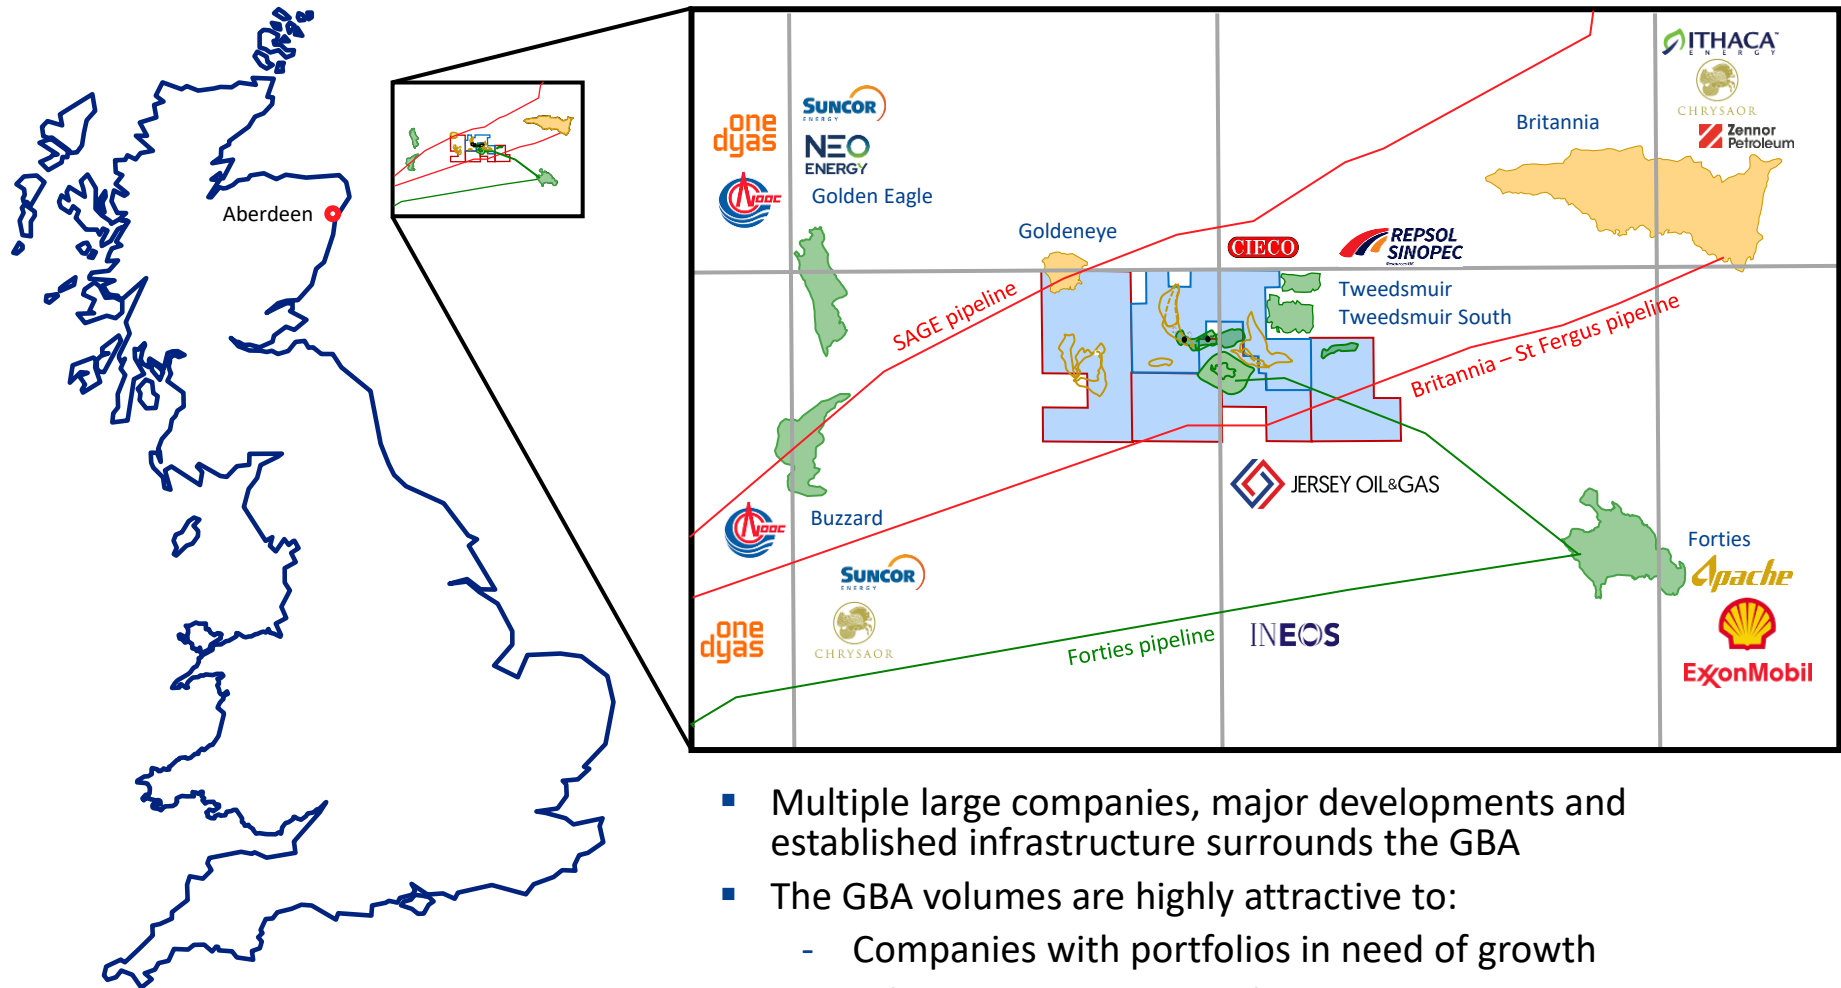 Aberdeen
one
dyas
SUNCOR
ENERGY
NEO
ENERGY
nooc
Golden Eagle
Goldeneye
CIECO
REPSOL
SINOPEC
ITHACA
ENERGY
CHRYSAOR
Zennor
Petroleum
Britannia
SAGE pipeline
Tweedsmuir
Tweedsmuir South
Britannia – St Fergus pipeline
JERSEY OIL&GAS
nooc
Buzzard
SUNCOR
ENERGY
one
dyas
CHRYSAOR
Forties pipeline
INEOS
Forties
Apache
ExxonMobil
▪ Multiple large companies, major developments and
established infrastructure surrounds the GBA
▪ The GBA volumes are highly attractive to:
- Companies with portfolios in need of growth